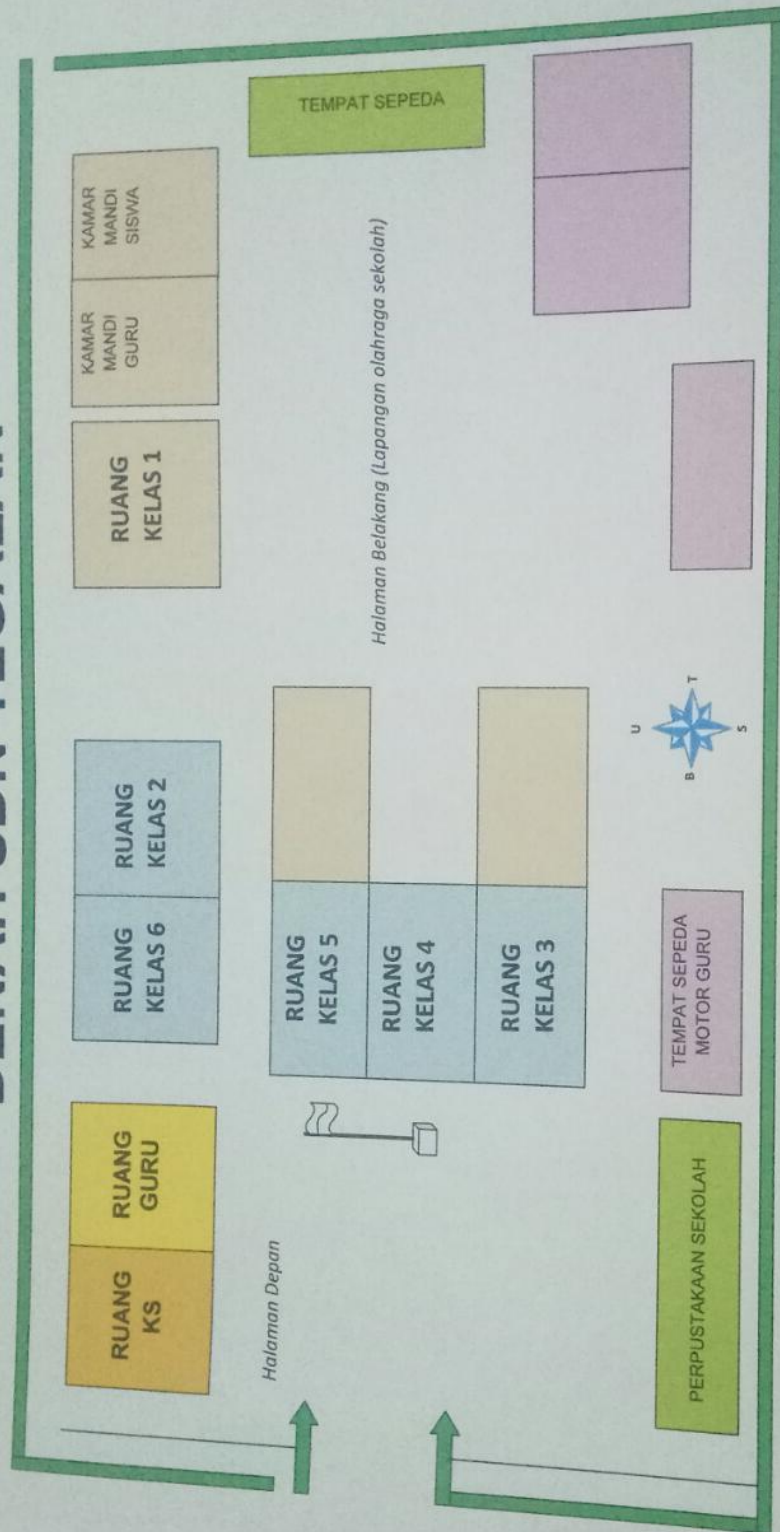 RUANG
KS
RUANG
GURU
RUANG
KELAS 6
RUANG
KELAS 2
RUANG
KELAS 1
KAMAR
MANDI
GURU
KAMAR
MANDI
SISWA
Halaman Depan
RUANG
KELAS 5
RUANG
KELAS 4
RUANG
KELAS 3
Halaman Belakang (Lapangan olahraga sekolah)
TEMPAT SEPEDA
PERPUSTAKAAN SEKOLAH
TEMPAT SEPEDA
MOTOR GURU
U
B
T
S